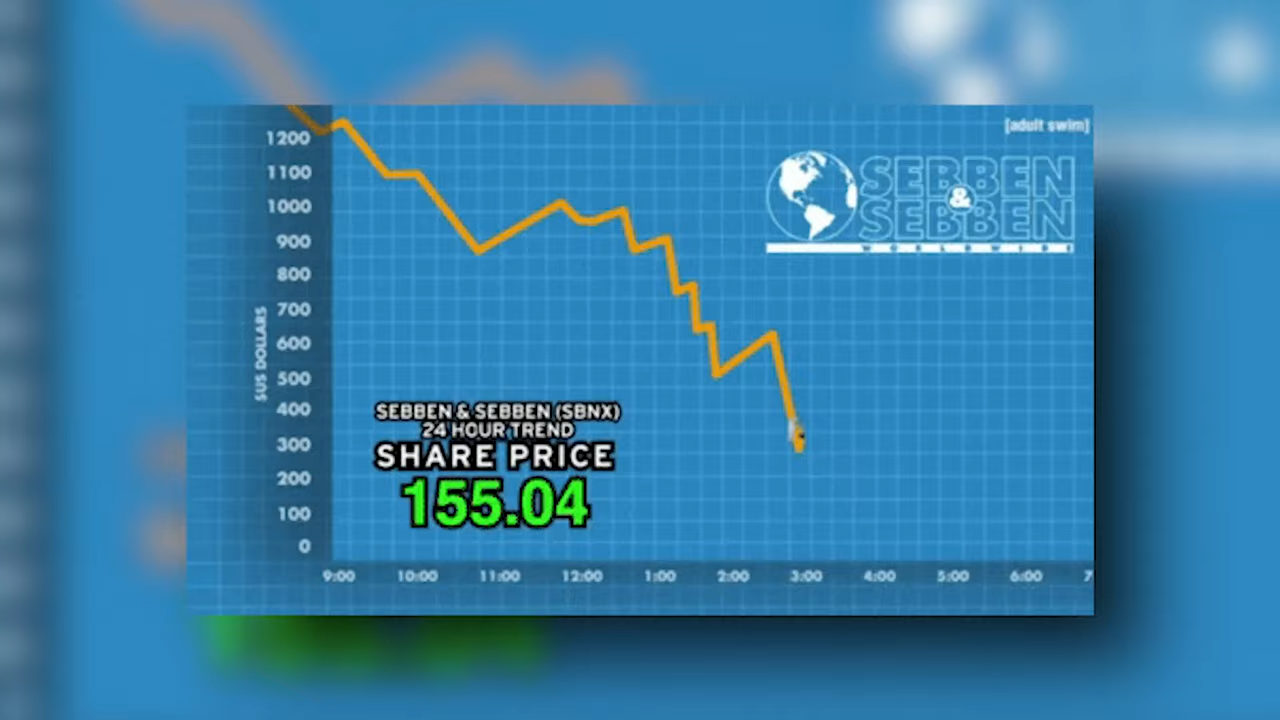 [adult swim]
SEBBEN
&
SEBBEN
WORLDWIDE
1200
1100
1000
900
800
700
600
500
400
300
200
100
0
$US DOLLARS
SEBBEN & SEBBEN (SBNX)
24 HOUR TREND
SHARE PRICE
155.04
9:00 10:00 11:00 12:00 1:00 2:00 3:00 4:00 5:00 6:00 7